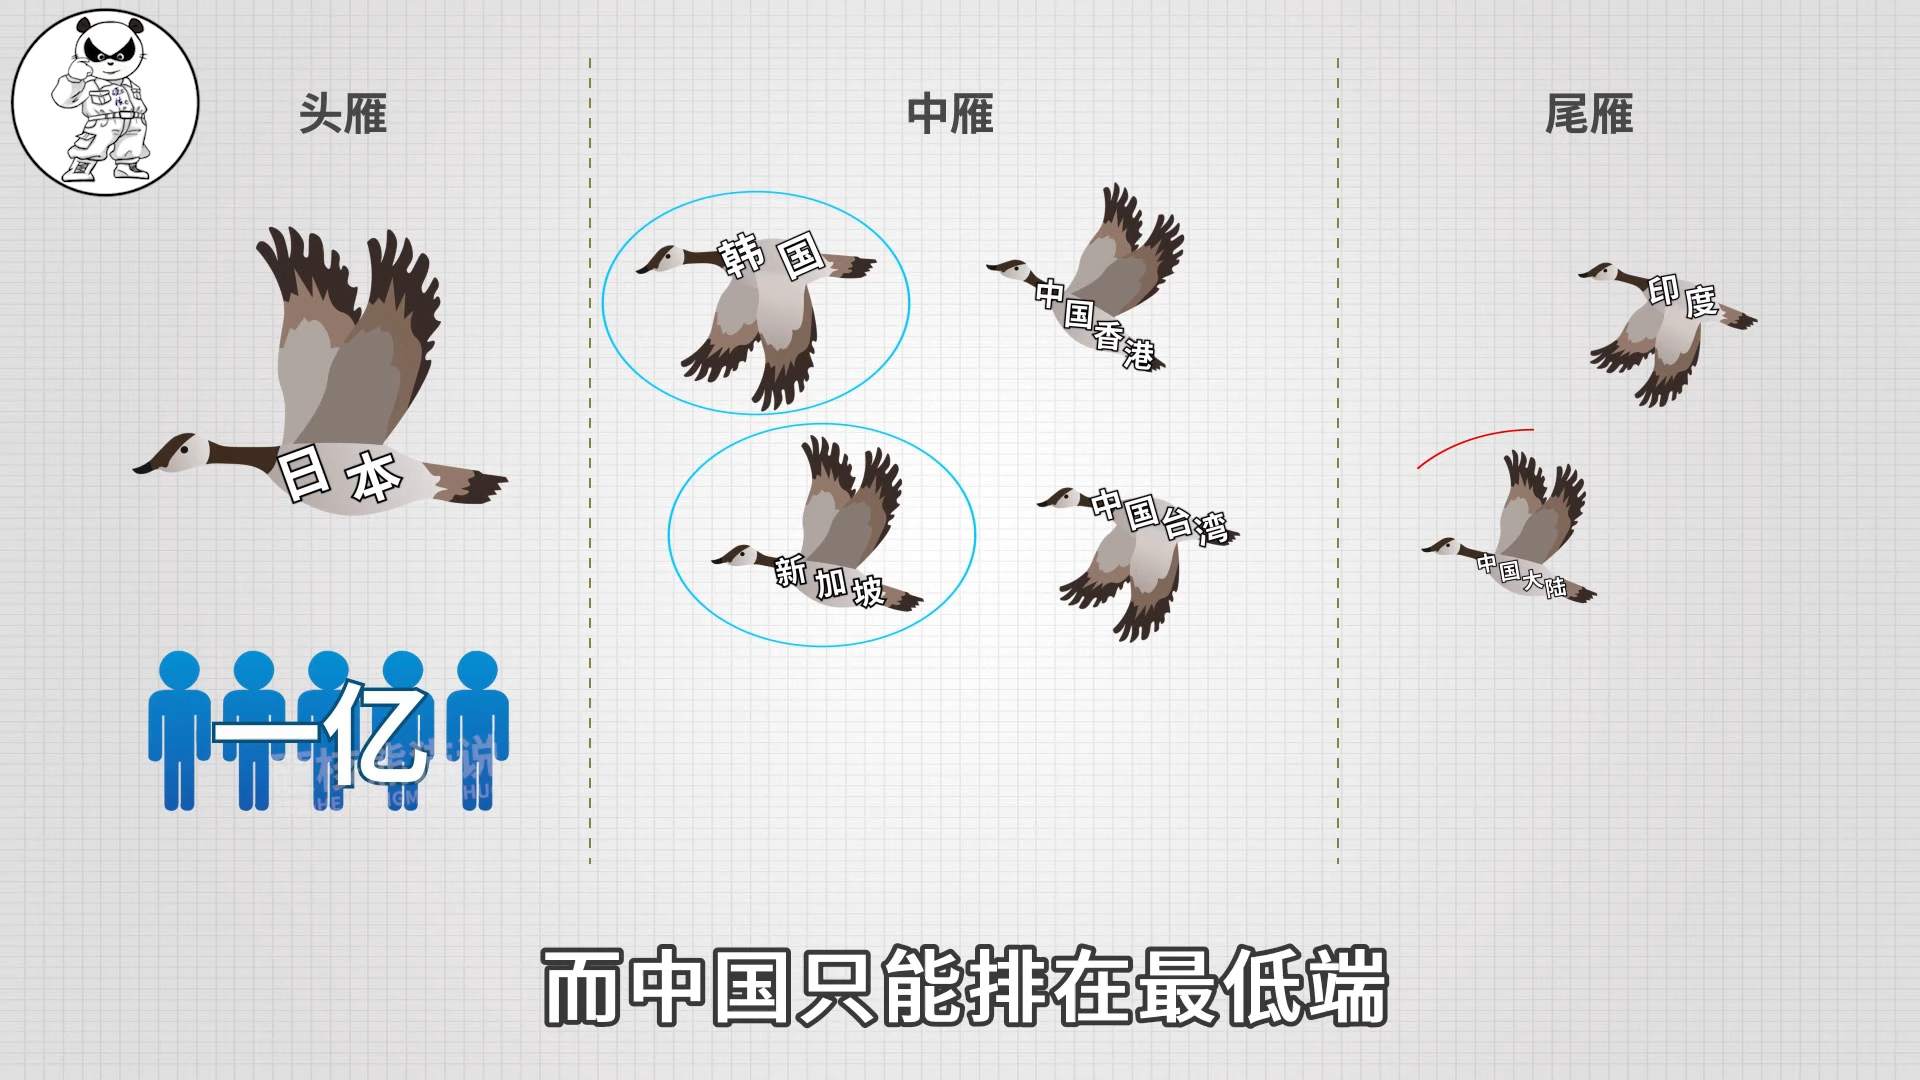 头雁
中雁
尾雁
韩国
中国香港
印度
日本
新加坡
中国台湾
中国大陆
一亿
而中国只能排在最低端